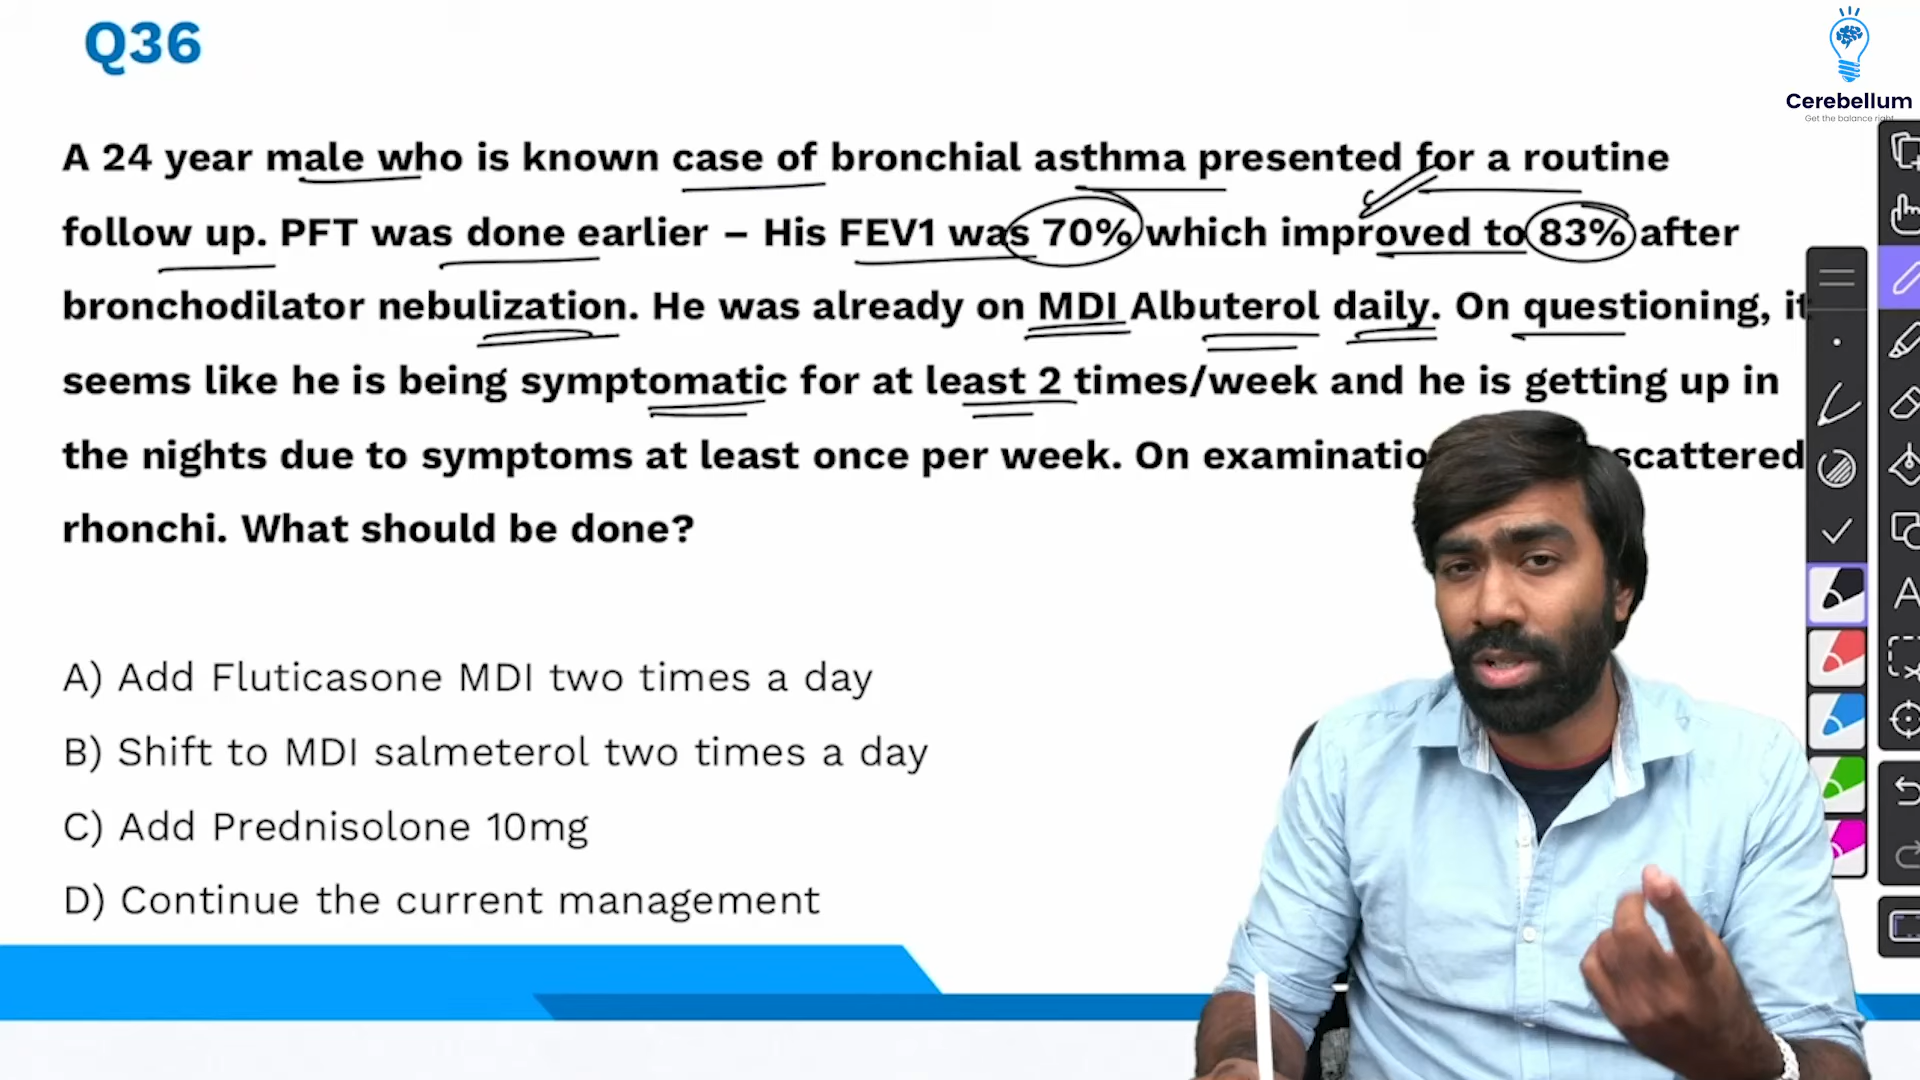 Q36
Cerebellum
Get the balance right
A 24 year male who is known case of bronchial asthma presented for a routine
follow up. PFT was done earlier – His FEV1 was 70% which improved to 83% after
bronchodilator nebulization. He was already on MDI Albuterol daily. On questioning, it
seems like he is being symptomatic for at least 2 times/week and he is getting up in
the nights due to symptoms at least once per week. On examinatio scattered
rhonchi. What should be done?
A) Add Fluticasone MDI two times a day
B) Shift to MDI salmeterol two times a day
C) Add Prednisolone 10mg
D) Continue the current management